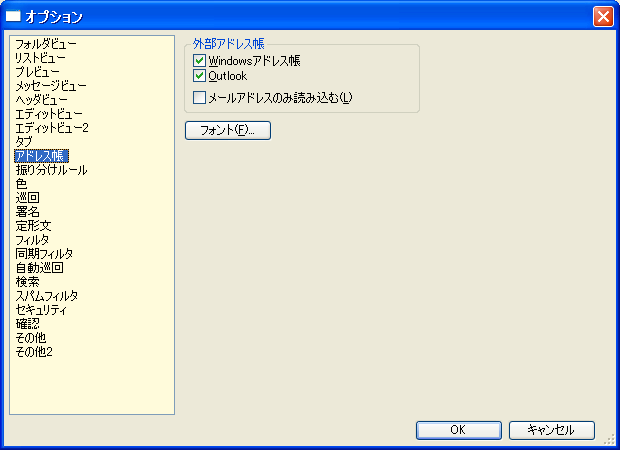 オプション
フォルダビュー
リストビュー
プレビュー
メッセージビュー
ヘッダビュー
エディットビュー
エディットビュー2
タブ
アドレス帳
振り分けルール
色
巡回
署名
定形文
フィルタ
同期フィルタ
自動巡回
検索
スパムフィルタ
セキュリティ
確認
その他
その他2
外部アドレス帳
Windowsアドレス帳
Outlook
メールアドレスのみ読み込む(L)
フォント(F)...
OK
キャンセル